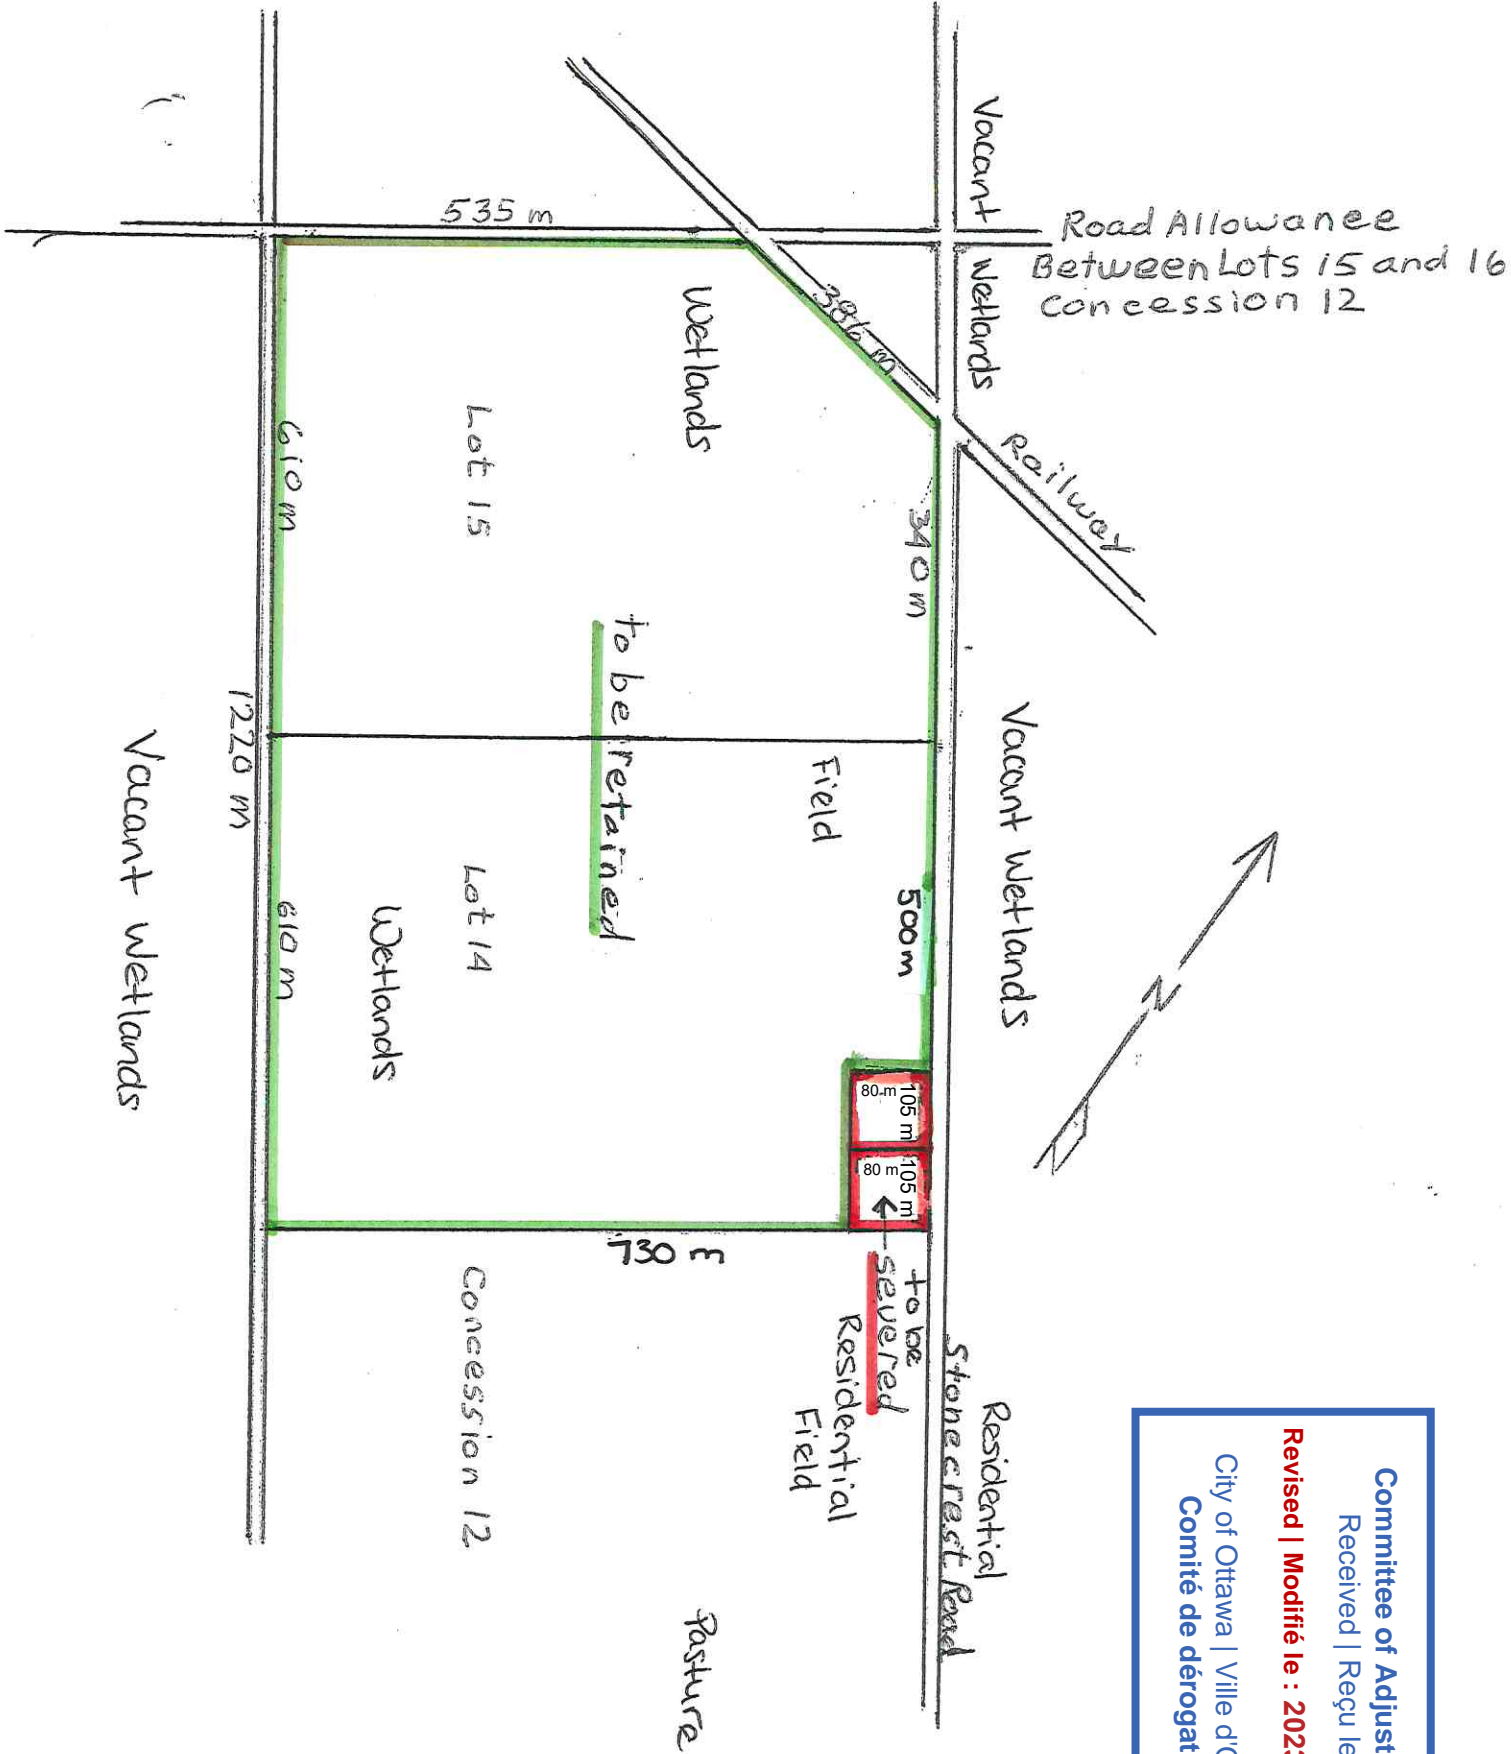 Road Allowance
Between Lots 15 and 16
Concession 12
Vacant Wetlands
535 m
386 m
Railway
Wetlands
Lot 15
610 m
340 m
to be retained
Vacant Wetlands
1220 m
Vacant Wetlands
Field
Lot 14
Wetlands
610 m
500 m
N
80 m
105 m
80 m
105 m
730 m
to be
severed
Residential
Field
Residential
Stonecrest Road
Concession 12
Pasture
Committee of Adjust
Received | Reçu le
Revised | Modifié le : 202
City of Ottawa | Ville d'O
Comité de dérogat